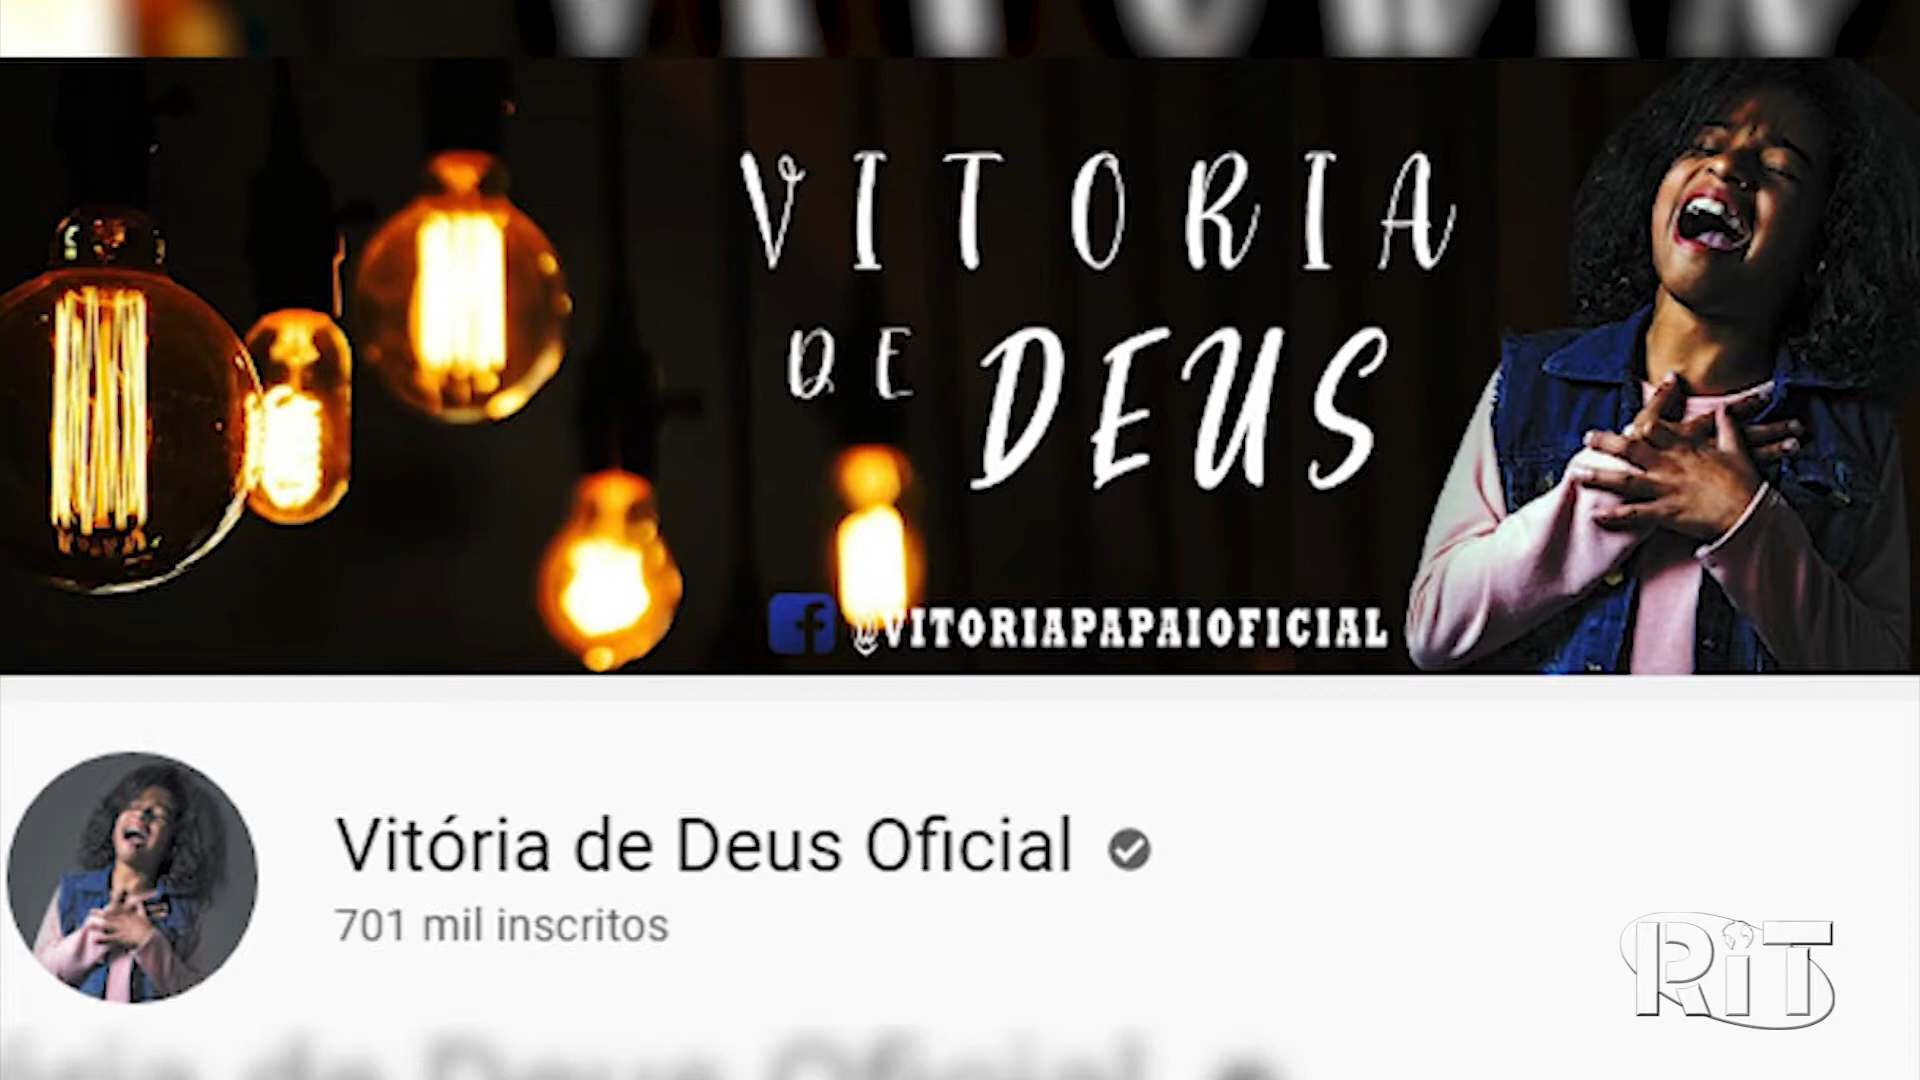 VITORIA
DE DEUS
@VITORIAPAPAIOFICIAL
Vitória de Deus Oficial
701 mil inscritos
RiT